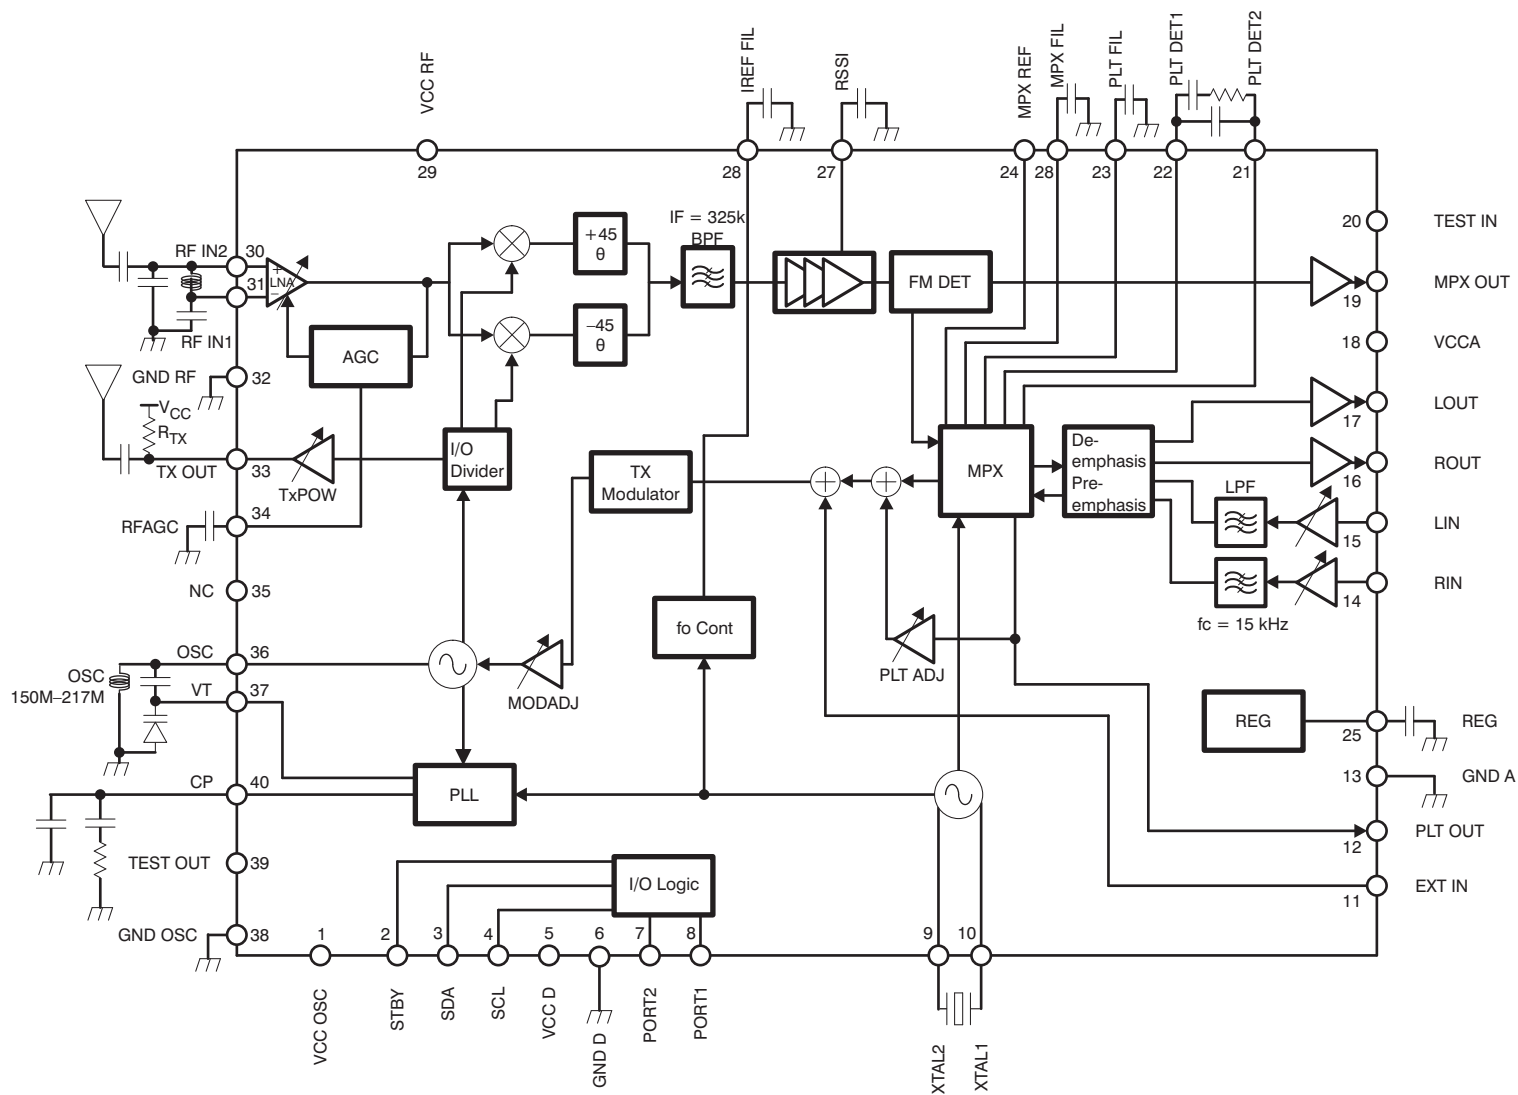 VCC RF
IREF FIL
RSSI
MPX REF
MPX FIL
PLT FIL
PLT DET1
PLT DET2
29
28
27
24
28
23
22
21
RF IN2
30
31
+
LNA
−
RF IN1
AGC
+45
θ
−45
θ
IF = 325k
BPF
FM DET
20
TEST IN
MPX OUT
19
18
VCCA
LOUT
17
ROUT
16
GND RF
32
VCC
RTX
TX OUT
33
TxPOW
I/O
Divider
TX
Modulator
+
+
MPX
De-
emphasis
Pre-
emphasis
LPF
LIN
15
RIN
14
fc = 15 kHz
RFAGC
34
NC
35
OSC
36
OSC
150M–217M
VT
37
MODADJ
fo Cont
PLT ADJ
REG
25
REG
CP
40
PLL
13
GND A
PLT OUT
12
TEST OUT
39
I/O Logic
EXT IN
11
GND OSC
38
1
2
3
4
5
6
7
8
9
10
VCC OSC
STBY
SDA
SCL
VCC D
GND D
PORT2
PORT1
XTAL2
XTAL1